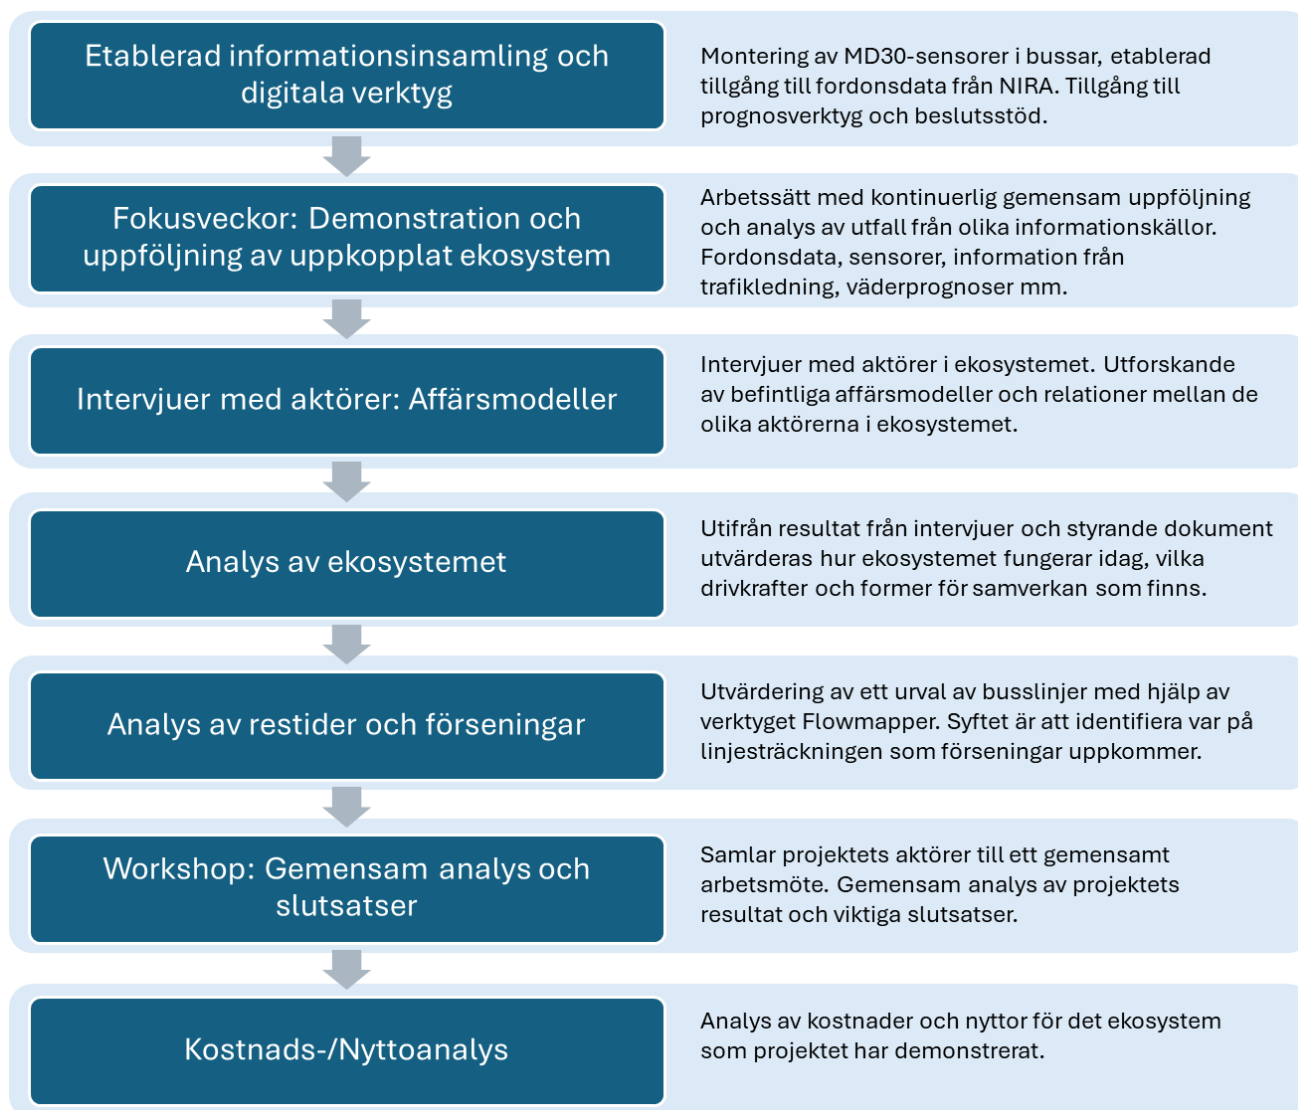 Etablerad informationsinsamling och
digitala verktyg
Montering av MD30-sensorer i bussar, etablerad
tillgång till fordonsdata från NIRA. Tillgång till
prognosverktyg och beslutsstöd.
Fokusveckor: Demonstration och
uppföljning av uppkopplat ekosystem
Arbetssätt med kontinuerlig gemensam uppföljning
och analys av utfall från olika informationskällor.
Fordonsdata, sensorer, information från
trafikledning, väderprognoser mm.
Intervjuer med aktörer: Affärsmodeller
Intervjuer med aktörer i ekosystemet. Utforskande
av befintliga affärsmodeller och relationer mellan de
olika aktörerna i ekosystemet.
Analys av ekosystemet
Utifrån resultat från intervjuer och styrande dokument
utvärderas hur ekosystemet fungerar idag, vilka
drivkrafter och former för samverkan som finns.
Analys av restider och förseningar
Utvärdering av ett urval av busslinjer med hjälp av
verktyget Flowmapper. Syftet är att identifiera var på
linjesträckningen som förseningar uppkommer.
Workshop: Gemensam analys och
slutsatser
Samlar projektets aktörer till ett gemensamt
arbetsmöte. Gemensam analys av projektets
resultat och viktiga slutsatser.
Kostnads-/Nyttoanalys
Analys av kostnader och nyttor för det ekosystem
som projektet har demonstrerat.